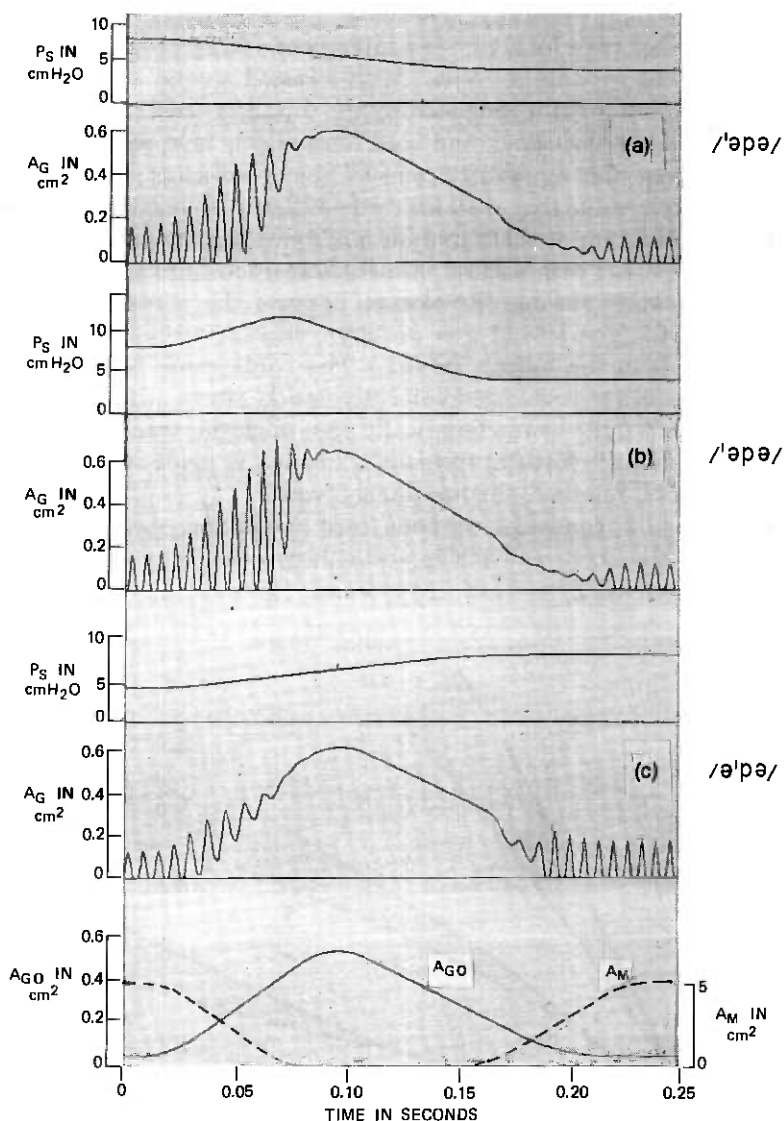 10
P_S IN
5
cmH₂O
0
0.6
(a)
/ˈəpə/
A_G IN
0.4
cm²
0.2
0
10
P_S IN
5
cmH₂O
0
0.6
(b)
/ˈəpə/
A_G IN
0.4
cm²
0.2
0
10
P_S IN
5
cmH₂O
0
0.6
(c)
/əˈpə/
A_G IN
0.4
cm²
0.2
0
0.6
A_GO
A_M
A_GO IN
0.4
5
cm²
A_M IN
0.2
cm²
0
0
0 0.05 0.10 0.15 0.20 0.25
TIME IN SECONDS